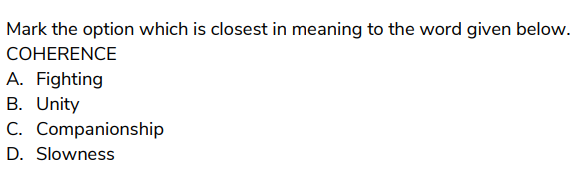 Mark the option which is closest in meaning to the word given below.
COHERENCE
A. Fighting
B. Unity
C. Companionship
D. Slowness